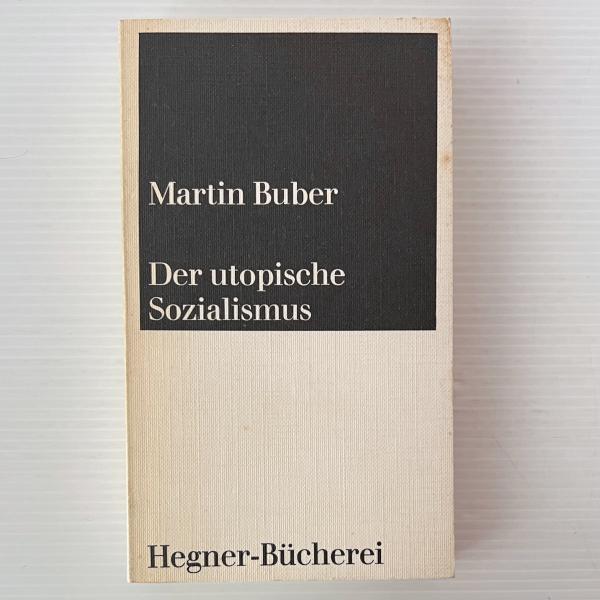 Martin Buber
Der utopische
Sozialismus
Hegner-Bücherei